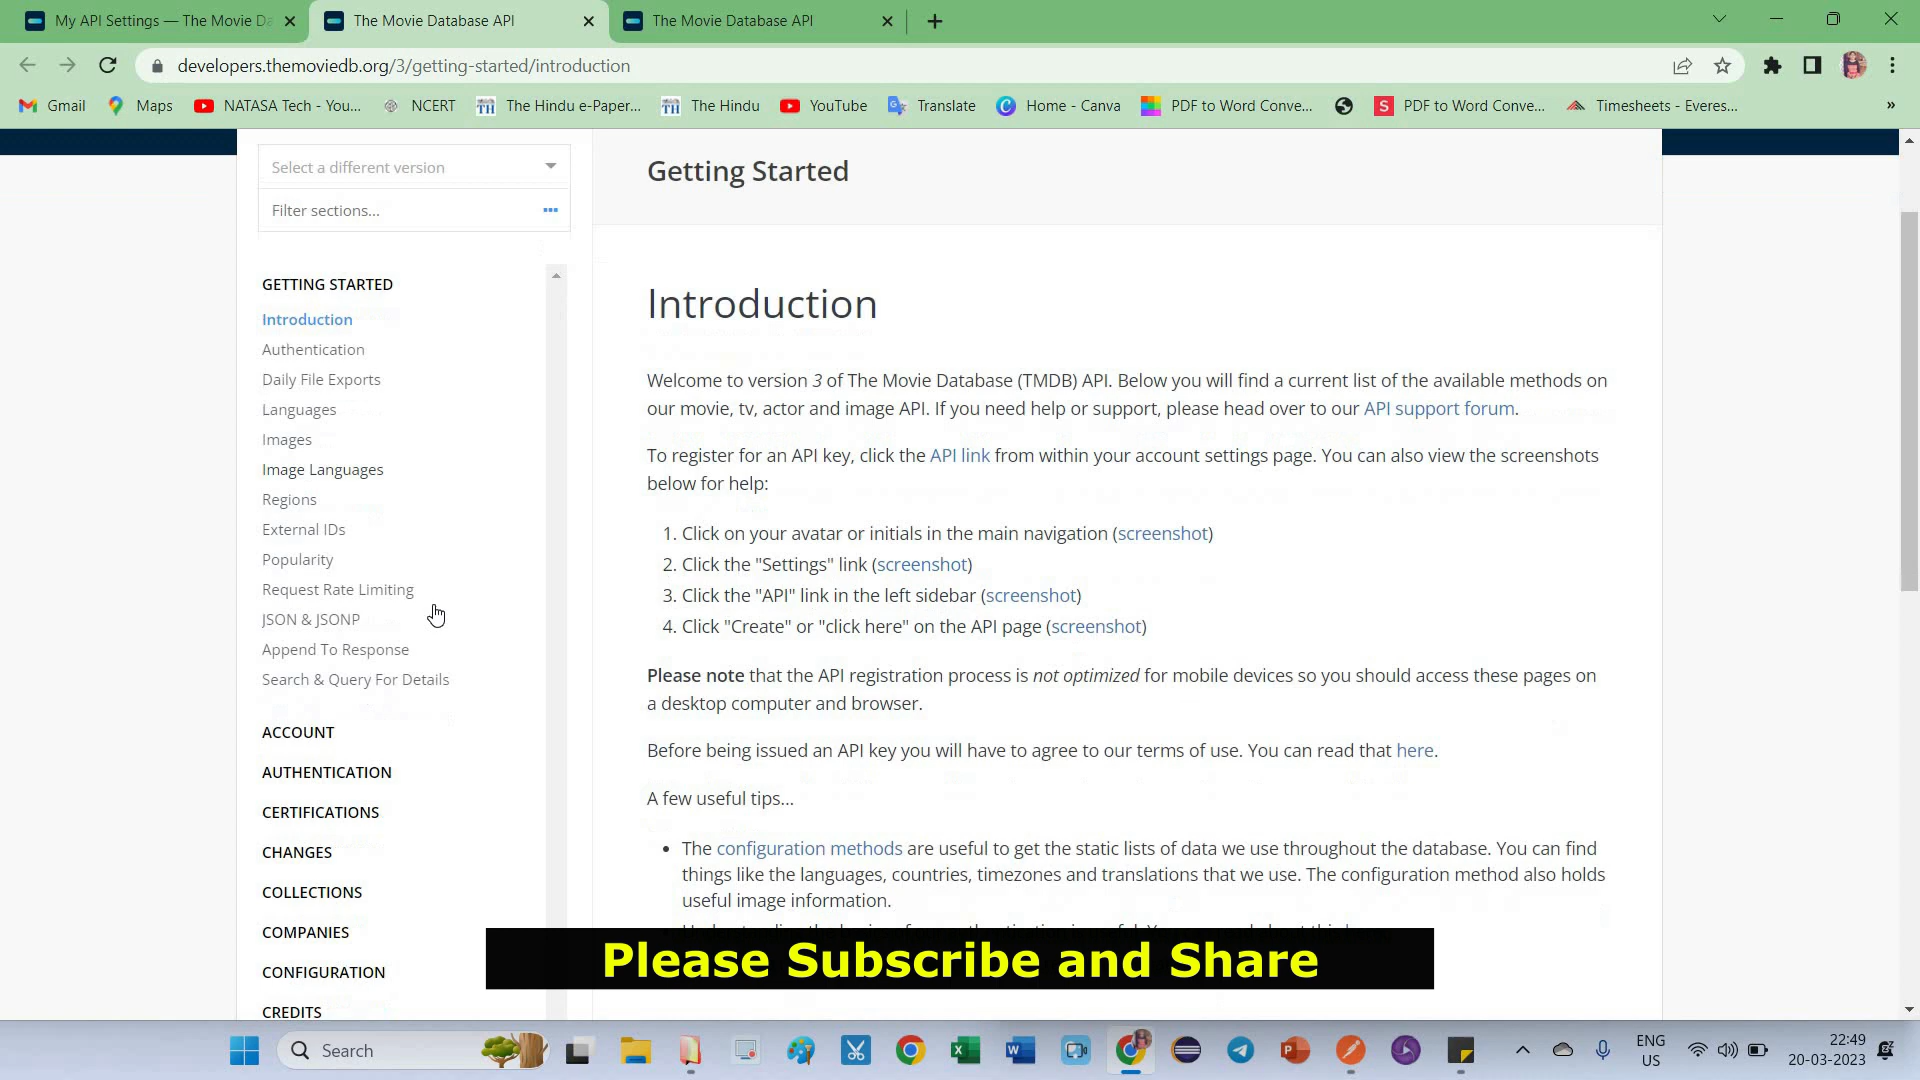 My API Settings — The Movie Da
The Movie Database API
The Movie Database API
developers.themoviedb.org/3/getting-started/introduction
Gmail
Maps
NATASA Tech - You...
NCERT
The Hindu e-Paper...
The Hindu
YouTube
Translate
Home - Canva
PDF to Word Conve...
PDF to Word Conve...
Timesheets - Everes...
»
Select a different version
Filter sections...
GETTING STARTED
Introduction
Authentication
Daily File Exports
Languages
Images
Image Languages
Regions
External IDs
Popularity
Request Rate Limiting
JSON & JSONP
Append To Response
Search & Query For Details
ACCOUNT
AUTHENTICATION
CERTIFICATIONS
CHANGES
COLLECTIONS
COMPANIES
CONFIGURATION
CREDITS
Getting Started
Introduction
Welcome to version 3 of The Movie Database (TMDB) API. Below you will find a current list of the available methods on
our movie, tv, actor and image API. If you need help or support, please head over to our API support forum.
To register for an API key, click the API link from within your account settings page. You can also view the screenshots
below for help:
1. Click on your avatar or initials in the main navigation (screenshot)
2. Click the "Settings" link (screenshot)
3. Click the "API" link in the left sidebar (screenshot)
4. Click "Create" or "click here" on the API page (screenshot)
Please note that the API registration process is not optimized for mobile devices so you should access these pages on
a desktop computer and browser.
Before being issued an API key you will have to agree to our terms of use. You can read that here.
A few useful tips...
• The configuration methods are useful to get the static lists of data we use throughout the database. You can find
things like the languages, countries, timezones and translations that we use. The configuration method also holds
useful image information.
Please Subscribe and Share
Search
ENG
US
22:49
20-03-2023